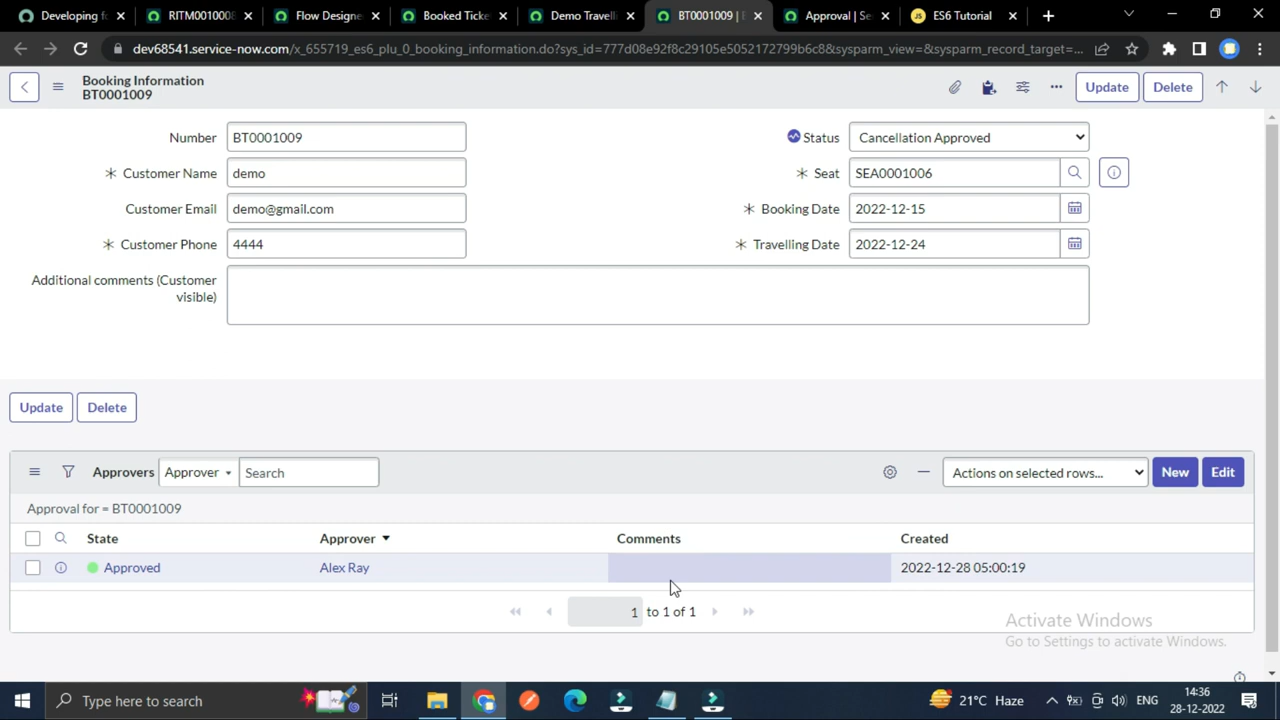 Developing fo
RITM0010008
Flow Designe
Booked Ticke
Demo Travelli
BT0001009 |
Approval | Se
JS
ES6 Tutorial
dev68541.service-now.com/x_655719_es6_plu_0_booking_information.do?sys_id=777d08e92f8c29105e5052172799b6c8&sysparm_view=&sysparm_record_target=...
Booking Information
BT0001009
Update
Delete
Number
BT0001009
Status
Cancellation Approved
Customer Name
demo
Seat
SEA0001006
Customer Email
demo@gmail.com
Booking Date
2022-12-15
Customer Phone
4444
Travelling Date
2022-12-24
Additional comments (Customer
visible)
Update
Delete
Approvers
Approver
Search
Actions on selected rows...
New
Edit
Approval for = BT0001009
State
Approver
Comments
Created
Approved
Alex Ray
2022-12-28 05:00:19
1 to 1 of 1
Activate Windows
Go to Settings to activate Windows.
Type here to search
21°C Haze
ENG
14:36
28-12-2022